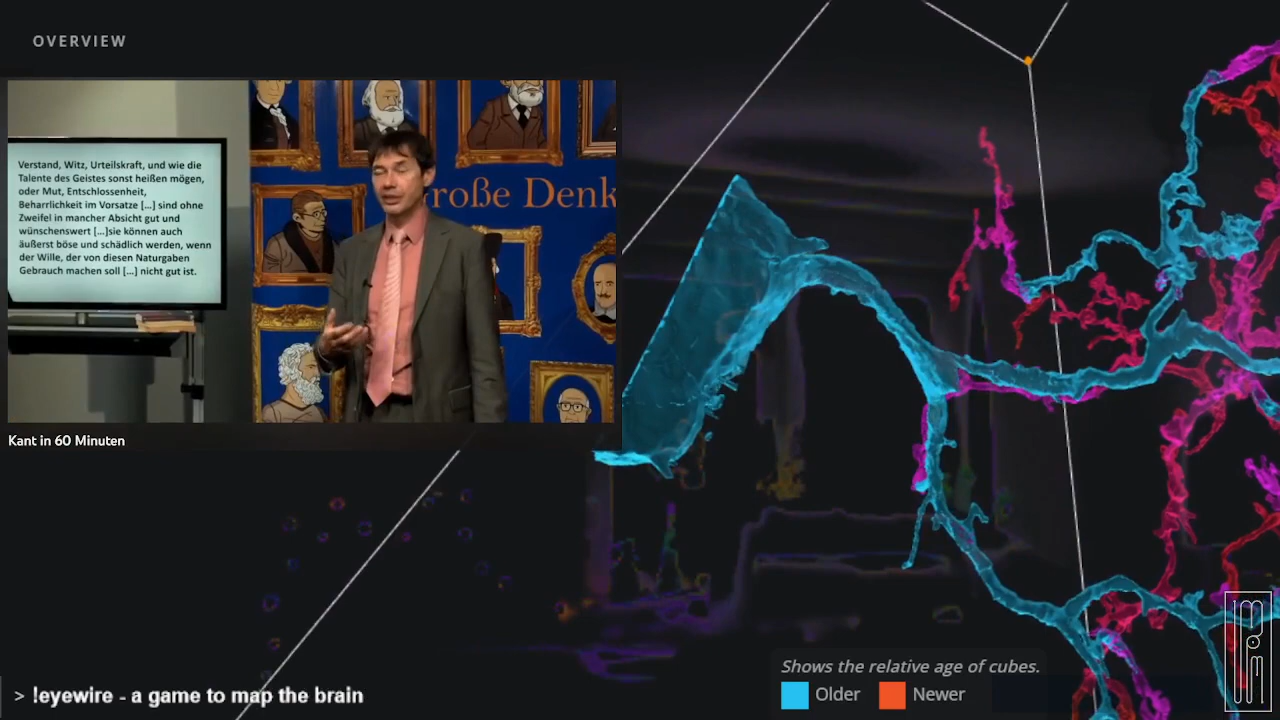 OVERVIEW
Verstand, Witz, Urteilskraft, und wie die
Talente des Geistes sonst heißen mögen,
oder Mut, Entschlossenheit,
Beharrlichkeit im Vorsatze [...] sind ohne
Zweifel in mancher Absicht gut und
wünschenswert [...]sie können auch
äußerst böse und schädlich werden, wenn
der Wille, der von diesen Naturgaben
Gebrauch machen soll [...] nicht gut ist.
roße Denk
Kant in 60 Minuten
> !eyewire - a game to map the brain
Shows the relative age of cubes.
Older Newer